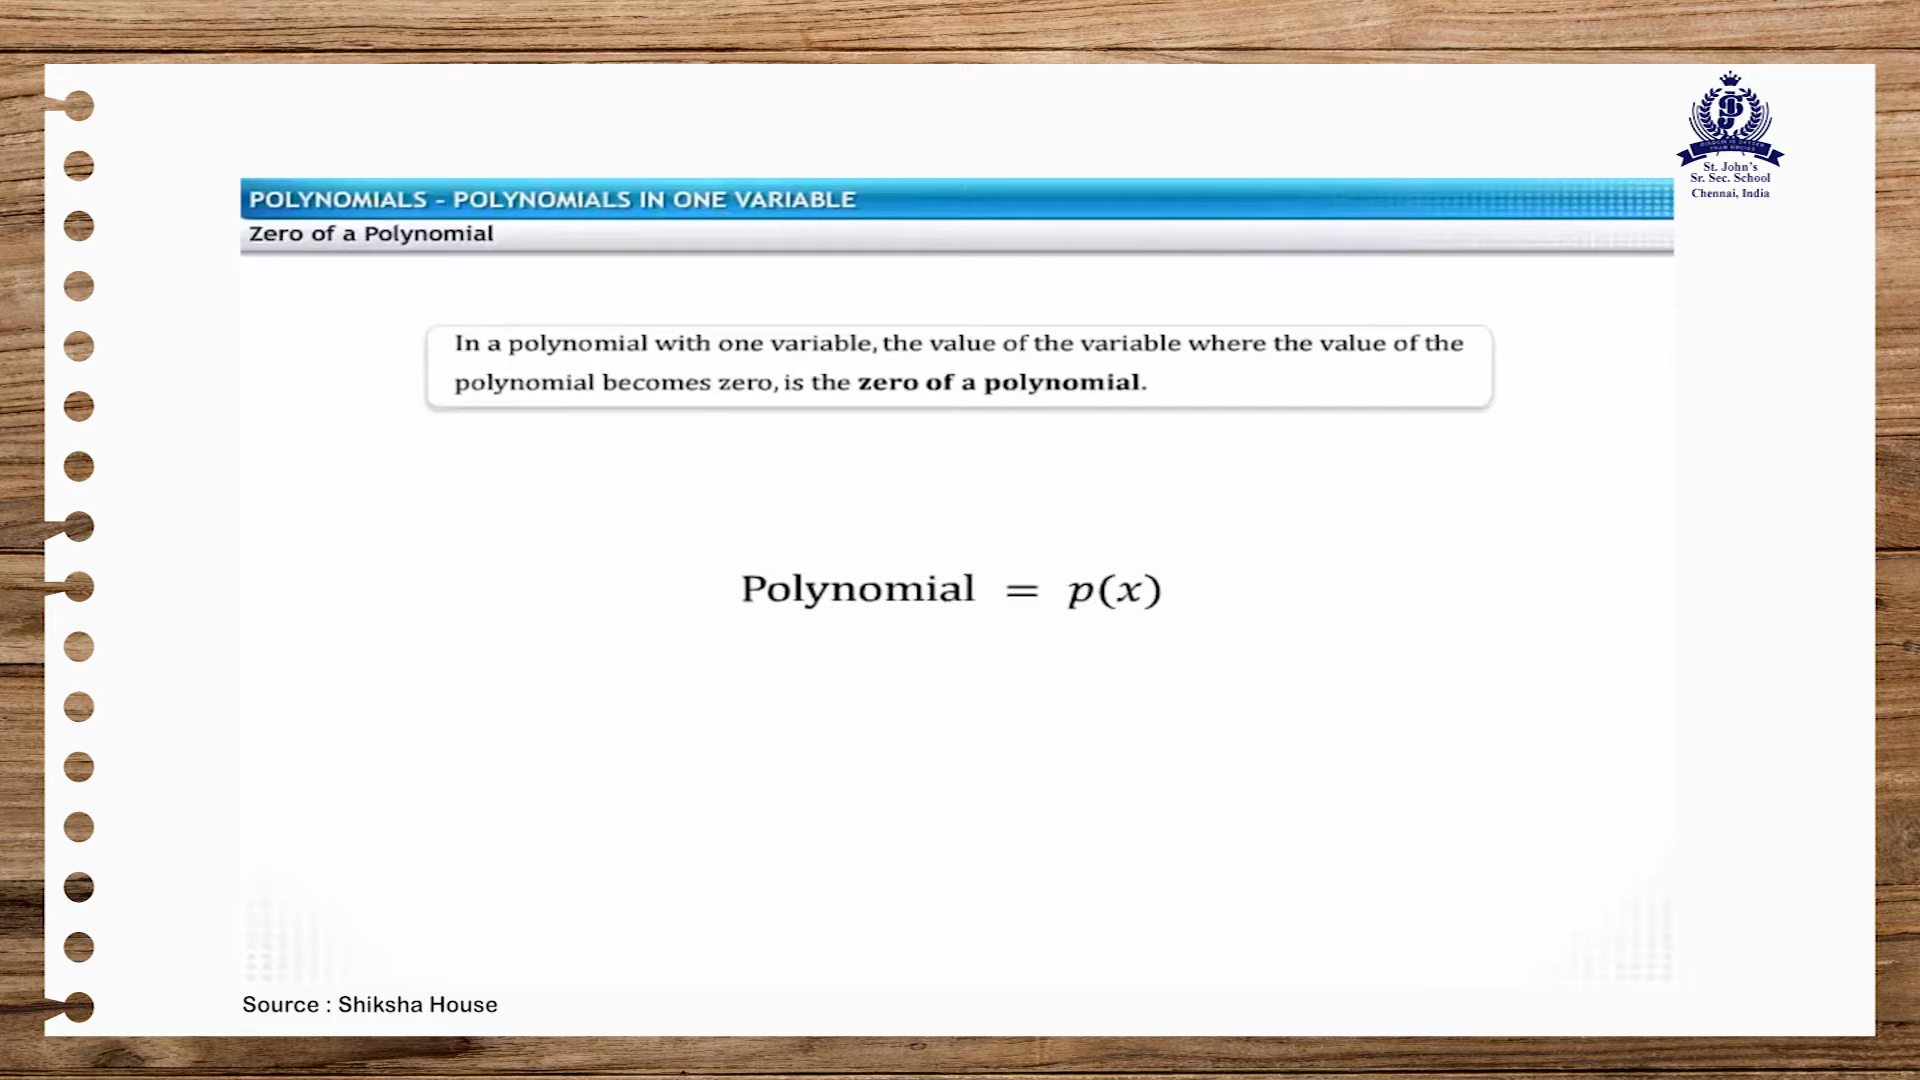 St. John's
Sr. Sec. School
Chennai, India
POLYNOMIALS - POLYNOMIALS IN ONE VARIABLE
Zero of a Polynomial
In a polynomial with one variable, the value of the variable where the value of the
polynomial becomes zero, is the zero of a polynomial.
Polynomial = p(x)
Source : Shiksha House